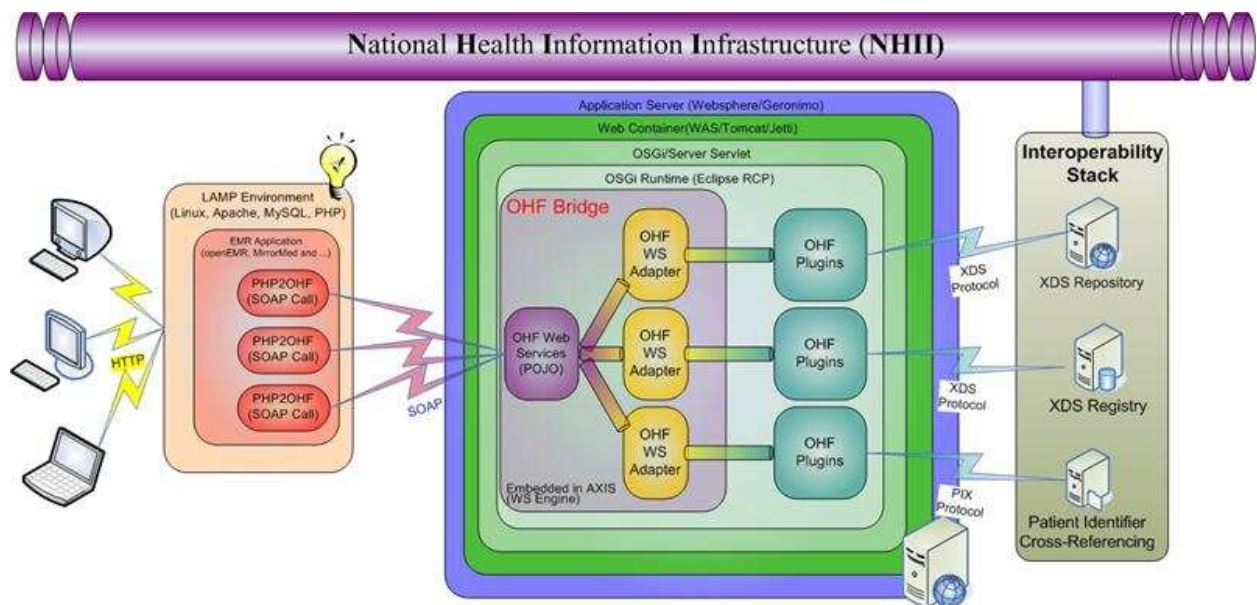 National Health Information Infrastructure (NHII)
Application Server (Websphere/Geronimo)
Web Container(WAS/Tomcat/Jetti)
OSGi/Server Servlet
OSGi Runtime (Eclipse RCP)
LAMP Environment
(Linux, Apache, MySQL, PHP)
EMR Application
(openEMR, MirrorMed and ...)
PHP2OHF
(SOAP Call)
PHP2OHF
(SOAP Call)
PHP2OHF
(SOAP Call)
HTTP
SOAP
OHF Bridge
OHF Web
Services
(POJO)
OHF
WS
Adapter
OHF
WS
Adapter
OHF
WS
Adapter
Embedded in AXIS
(WS Engine)
OHF
Plugins
OHF
Plugins
OHF
Plugins
XDS
Protocol
XDS
Protocol
PIX
Protocol
Interoperability
Stack
XDS Repository
XDS Registry
Patient Identifier
Cross-Referencing